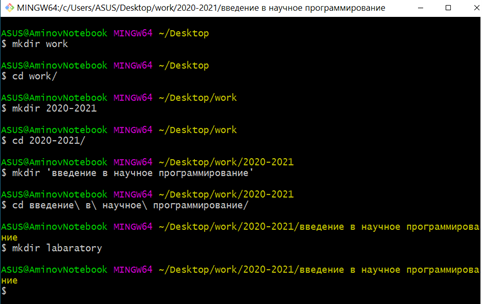 MINGW64:/c/Users/ASUS/Desktop/work/2020-2021/введение в научное программирование
ASUS@AminovNotebook MINGW64 ~/Desktop
$ mkdir work
ASUS@AminovNotebook MINGW64 ~/Desktop
$ cd work/
ASUS@AminovNotebook MINGW64 ~/Desktop/work
$ mkdir 2020-2021
ASUS@AminovNotebook MINGW64 ~/Desktop/work
$ cd 2020-2021/
ASUS@AminovNotebook MINGW64 ~/Desktop/work/2020-2021
$ mkdir 'введение в научное программирование'
ASUS@AminovNotebook MINGW64 ~/Desktop/work/2020-2021
$ cd введение\ в\ научное\ программирование/
ASUS@AminovNotebook MINGW64 ~/Desktop/work/2020-2021/введение в научное программирова
ние
$ mkdir labaratory
ASUS@AminovNotebook MINGW64 ~/Desktop/work/2020-2021/введение в научное программирова
ние
$